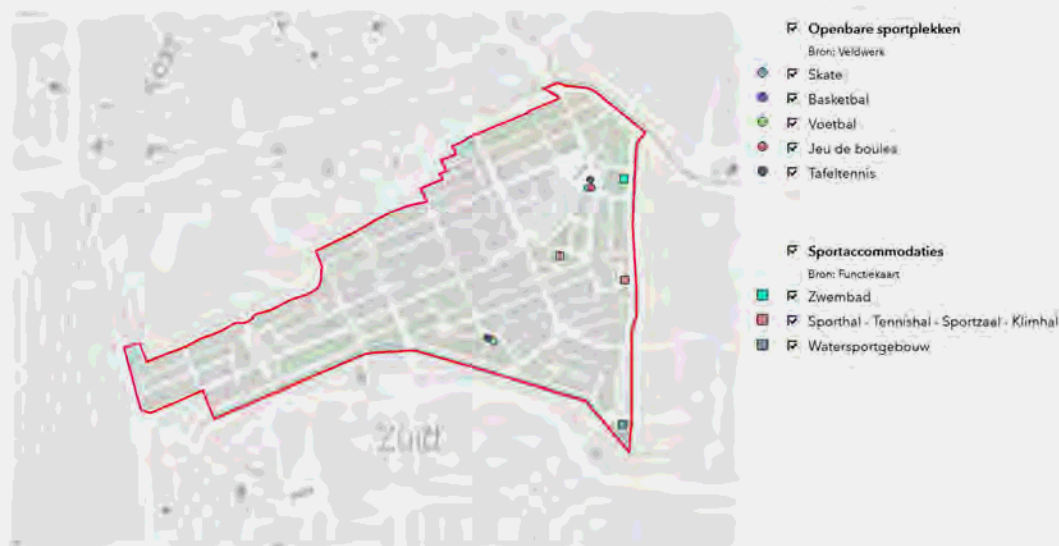 Openbare sportplekken
Bron: Veldwerk
Skate
Basketbal
Voetbal
Jeu de boules
Tafeltennis
Sportaccommodaties
Bron: Functiekaart
Zwembad
Sporthal - Tennishal - Sportzaal - Klimhal
Watersportgebouw
Zuid